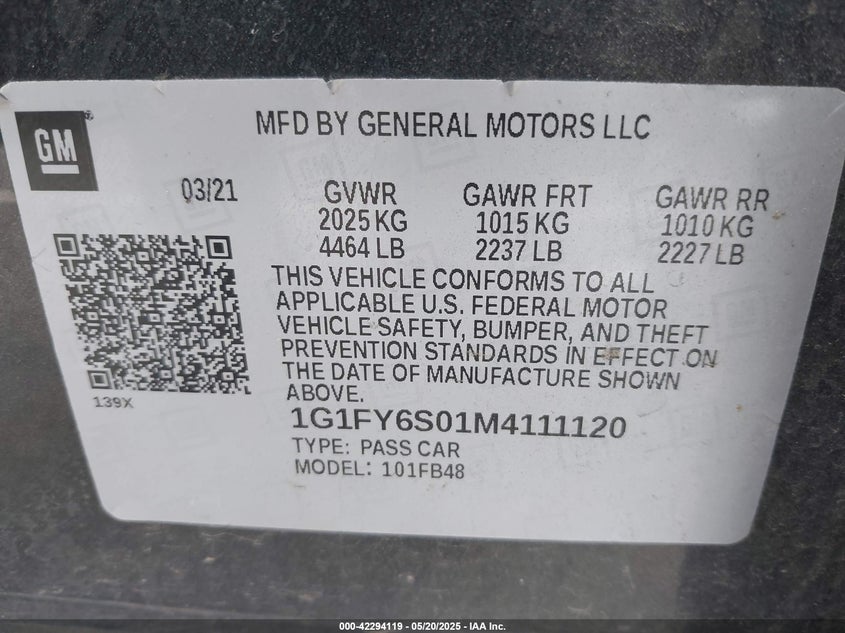 GM
MFD BY GENERAL MOTORS LLC
03/21 GVWR GAWR FRT GAWR RR
2025 KG 1015 KG 1010 KG
4464 LB 2237 LB 2227 LB
THIS VEHICLE CONFORMS TO ALL
APPLICABLE U.S. FEDERAL MOTOR
VEHICLE SAFETY, BUMPER, AND THEFT
PREVENTION STANDARDS IN EFFECT ON
THE DATE OF MANUFACTURE SHOWN
ABOVE.
139X
1G1FY6S01M4111120
TYPE: PASS CAR
MODEL: 101FB48
000-42294119 - 05/20/2025 - IAA Inc.